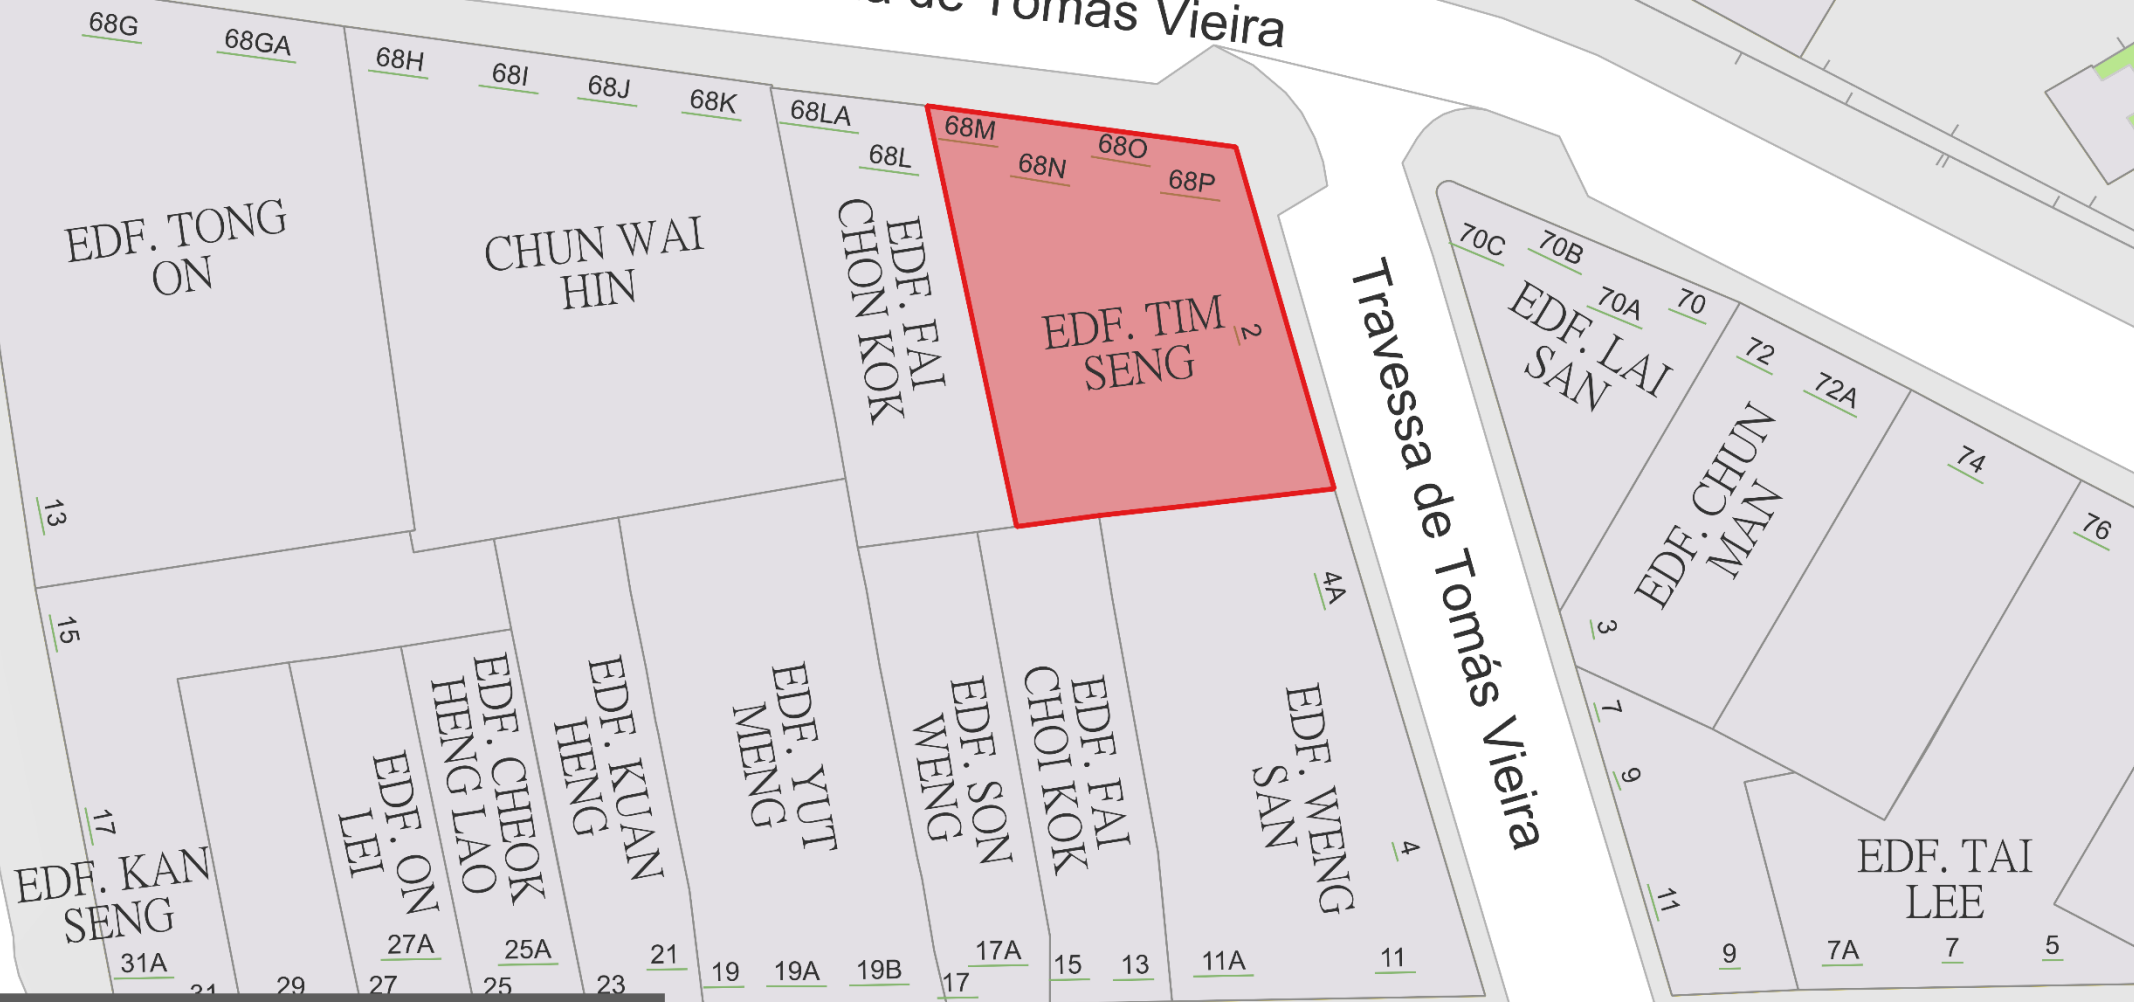 a de Tomás Vieira
68G
68GA
68H
68I
68J
68K
68LA
68L
68M
68N
68O
68P
EDF. TONG
ON
CHUN WAI
HIN
EDF. FAI
CHON KOK
EDF. TIM
SENG
2
Travessa de Tomás Vieira
70C
70B
70A
70
EDF. LAI
SAN
72
72A
EDF. CHUN
MAN
74
76
13
15
17
EDF. KAN
SENG
31A
31
29
EDF. ON
LEI
27A
27
EDF. CHEOK
HENG LAO
25A
25
EDF. KUAN
HENG
23
21
EDF. YUT
MENG
19
19A
19B
EDF. SON
WENG
17
17A
EDF. FAI
CHOI KOK
15
13
4A
EDF. WENG
SAN
4
11A
11
3
7
9
11
9
EDF. TAI
LEE
7A
7
5